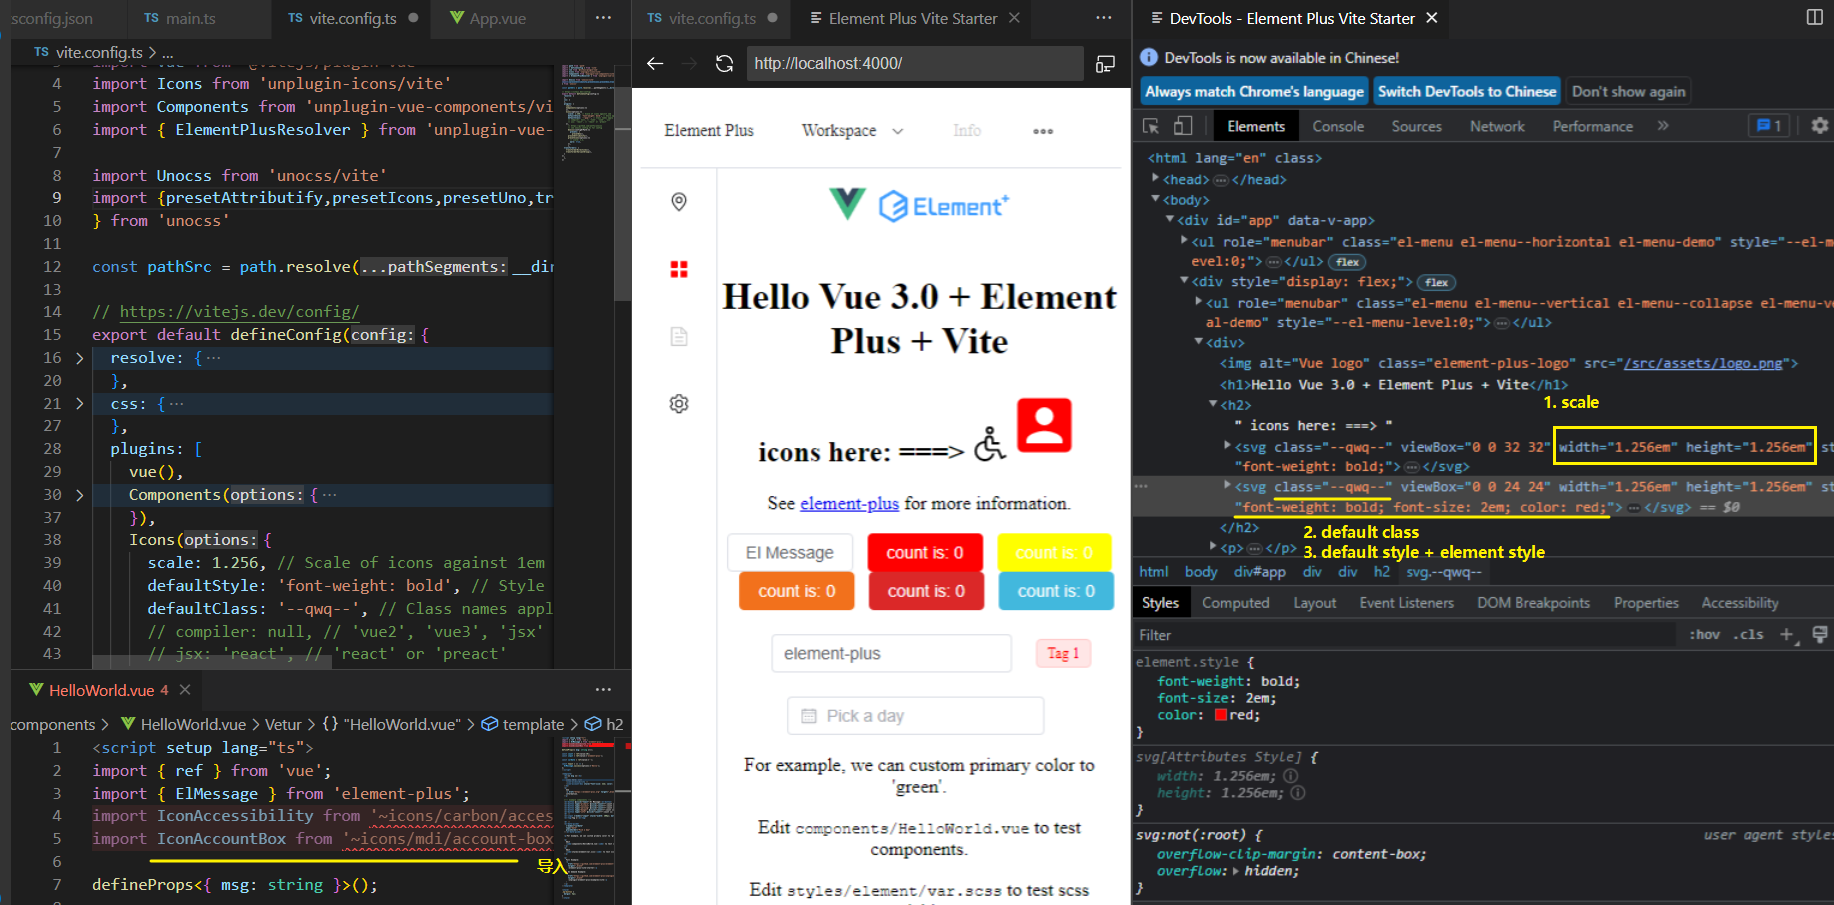 sconfig.json
TS main.ts
TS vite.config.ts
App.vue
TS vite.config.ts > ...
4 import Icons from 'unplugin-icons/vite'
5 import Components from 'unplugin-vue-components/vi
6 import { ElementPlusResolver } from 'unplugin-vue-
7
8 import Unocss from 'unocss/vite'
9 import {presetAttributify,presetIcons,presetUno,tr
10 } from 'unocss'
11
12 const pathSrc = path.resolve(...pathSegments: __dir
13
14 // https://vitejs.dev/config/
15 export default defineConfig(config: {
16 resolve: { ...
20 },
21 css: { ...
27 },
28 plugins: [
29 vue(),
30 Components(options: { ...
37 }),
38 Icons(options: {
39 scale: 1.256, // Scale of icons against 1em
40 defaultStyle: 'font-weight: bold', // Style
41 defaultClass: '--qwq--', // Class names appl
42 // compiler: null, // 'vue2', 'vue3', 'jsx'
43 // jsx: 'react', // 'react' or 'preact'
HelloWorld.vue 4
components > HelloWorld.vue > Vetur > {} "HelloWorld.vue" > template > h2
1 <script setup lang="ts">
2 import { ref } from 'vue';
3 import { ElMessage } from 'element-plus';
4 import IconAccessibility from '~icons/carbon/acces
5 import IconAccountBox from '~icons/mdi/account-box
6
导入
7 defineProps<{ msg: string }>();
TS vite.config.ts
Element Plus Vite Starter
http://localhost:4000/
Element Plus
Workspace
Info
Element+
Hello Vue 3.0 + Element
Plus + Vite
icons here: ===>
See element-plus for more information.
El Message
count is: 0
count is: 0
count is: 0
count is: 0
count is: 0
element-plus
Tag 1
Pick a day
For example, we can custom primary color to
'green'.
Edit components/HelloWorld.vue to test
components.
Edit styles/element/var.scss to test scss
DevTools - Element Plus Vite Starter
DevTools is now available in Chinese!
Always match Chrome's language
Switch DevTools to Chinese
Don't show again
Elements
Console
Sources
Network
Performance
1
<html lang="en" class>
<head>...</head>
<body>
<div id="app" data-v-app>
<ul role="menubar" class="el-menu el-menu--horizontal el-menu-demo" style="--el-m
evel:0;">...</ul> flex
<div style="display: flex;"> flex
<ul role="menubar" class="el-menu el-menu--vertical el-menu--collapse el-menu-ve
al-demo" style="--el-menu-level:0;">...</ul>
<div>
<img alt="Vue logo" class="element-plus-logo" src="/src/assets/logo.png">
<h1>Hello Vue 3.0 + Element Plus + Vite</h1>
1. scale
<h2>
" icons here: ===> "
<svg class="--qwq--" viewBox="0 0 32 32" width="1.256em" height="1.256em" st
"font-weight: bold;">...</svg>
<svg class="--qwq--" viewBox="0 0 24 24" width="1.256em" height="1.256em" st
"font-weight: bold; font-size: 2em; color: red;">...</svg> == $0
</h2>
2. default class
<p>...</p>
3. default style + element style
html body div#app div div h2 svg.--qwq--
Styles
Computed
Layout
Event Listeners
DOM Breakpoints
Properties
Accessibility
Filter
:hov .cls +
element.style {
font-weight: bold;
font-size: 2em;
color: red;
}
svg[Attributes Style] {
width: 1.256em;
height: 1.256em;
}
svg:not(:root) {
user agent styles
overflow-clip-margin: content-box;
overflow: hidden;
}